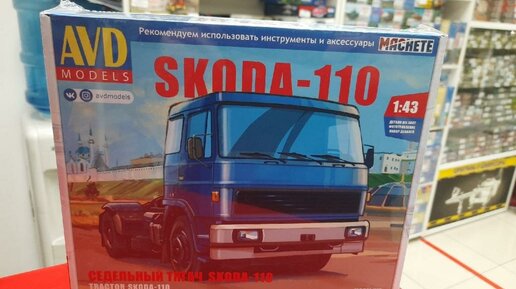 Рекомендуем использовать инструменты и аксессуары MACHETE
AVD
MODELS
avdmodels
SKODA-110
1:43
СЕДЕЛЬНЫЙ ТЯГАЧ SKODA-110
TRACTOR SKODA-110